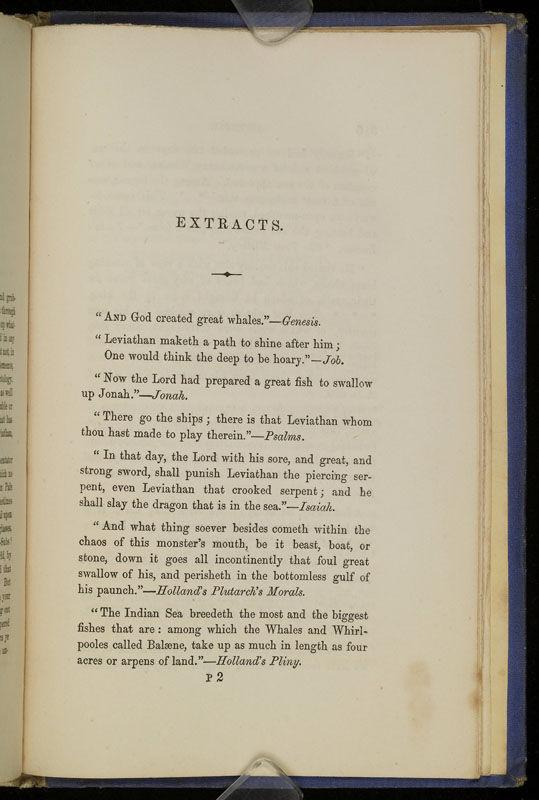 EXTRACTS.
“AND God created great whales.”—Genesis.
“Leviathan maketh a path to shine after him;
One would think the deep to be hoary.”—Job.
“Now the Lord had prepared a great fish to swallow
up Jonah.”—Jonah.
“There go the ships; there is that Leviathan whom
thou hast made to play therein.”—Psalms.
“In that day, the Lord with his sore, and great, and
strong sword, shall punish Leviathan the piercing ser-
pent, even Leviathan that crooked serpent; and he
shall slay the dragon that is in the sea.”—Isaiah.
“And what thing soever besides cometh within the
chaos of this monster’s mouth, be it beast, boat, or
stone, down it goes all incontinently that foul great
swallow of his, and perisheth in the bottomless gulf of
his paunch.”—Holland’s Plutarch’s Morals.
“The Indian Sea breedeth the most and the biggest
fishes that are: among which the Whales and Whirl-
pooles called Balæne, take up as much in length as four
acres or arpens of land.”—Holland’s Pliny.
P 2